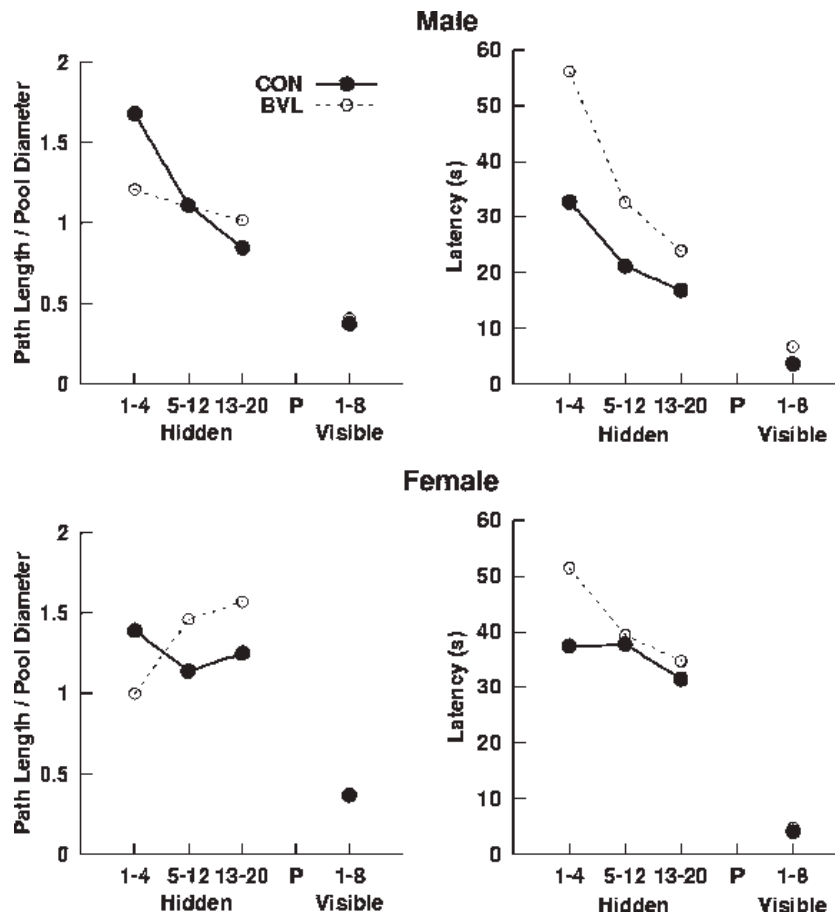 Male
Path Length / Pool Diameter
2
1.5
1
0.5
0
CON
BVL
1-4 5-12 13-20 P 1-8
Hidden Visible
Latency (s)
60
50
40
30
20
10
0
1-4 5-12 13-20 P 1-8
Hidden Visible
Female
Path Length / Pool Diameter
2
1.5
1
0.5
0
1-4 5-12 13-20 P 1-8
Hidden Visible
Latency (s)
60
50
40
30
20
10
0
1-4 5-12 13-20 P 1-8
Hidden Visible